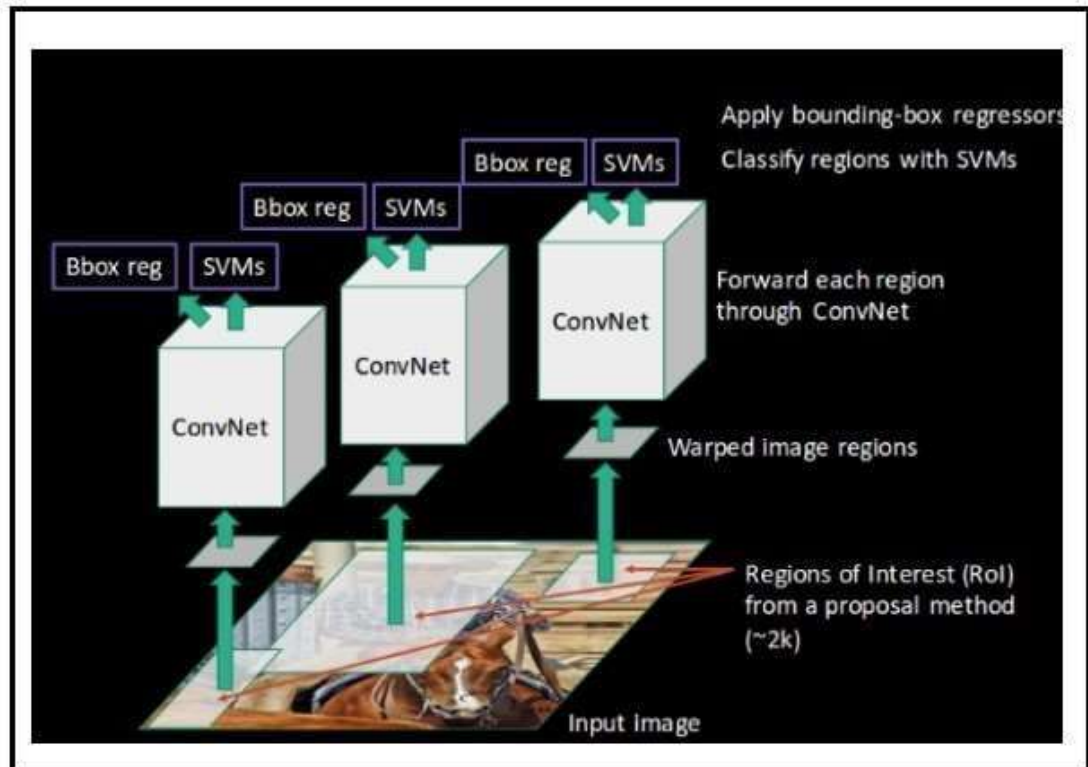 Apply bounding-box regressors
Bbox reg SVMs
Classify regions with SVMs
Bbox reg SVMs
Bbox reg SVMs
Forward each region
through ConvNet
ConvNet
ConvNet
ConvNet
Warped image regions
Regions of Interest (RoI)
from a proposal method
(~2k)
Input image